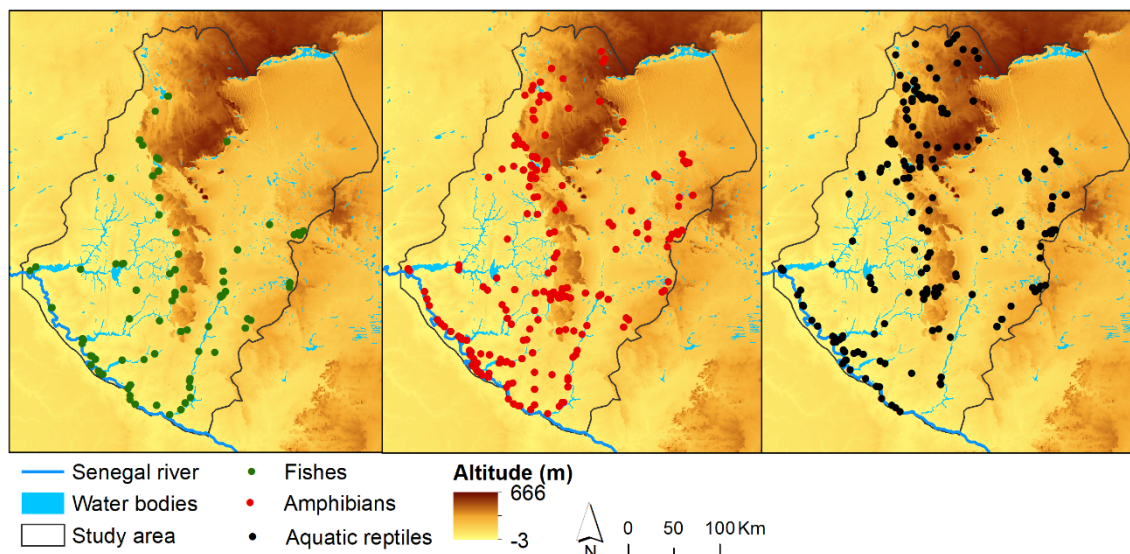 Senegal river
Water bodies
Study area
Fishes
Amphibians
Aquatic reptiles
Altitude (m)
666
-3
N
0 50 100 Km